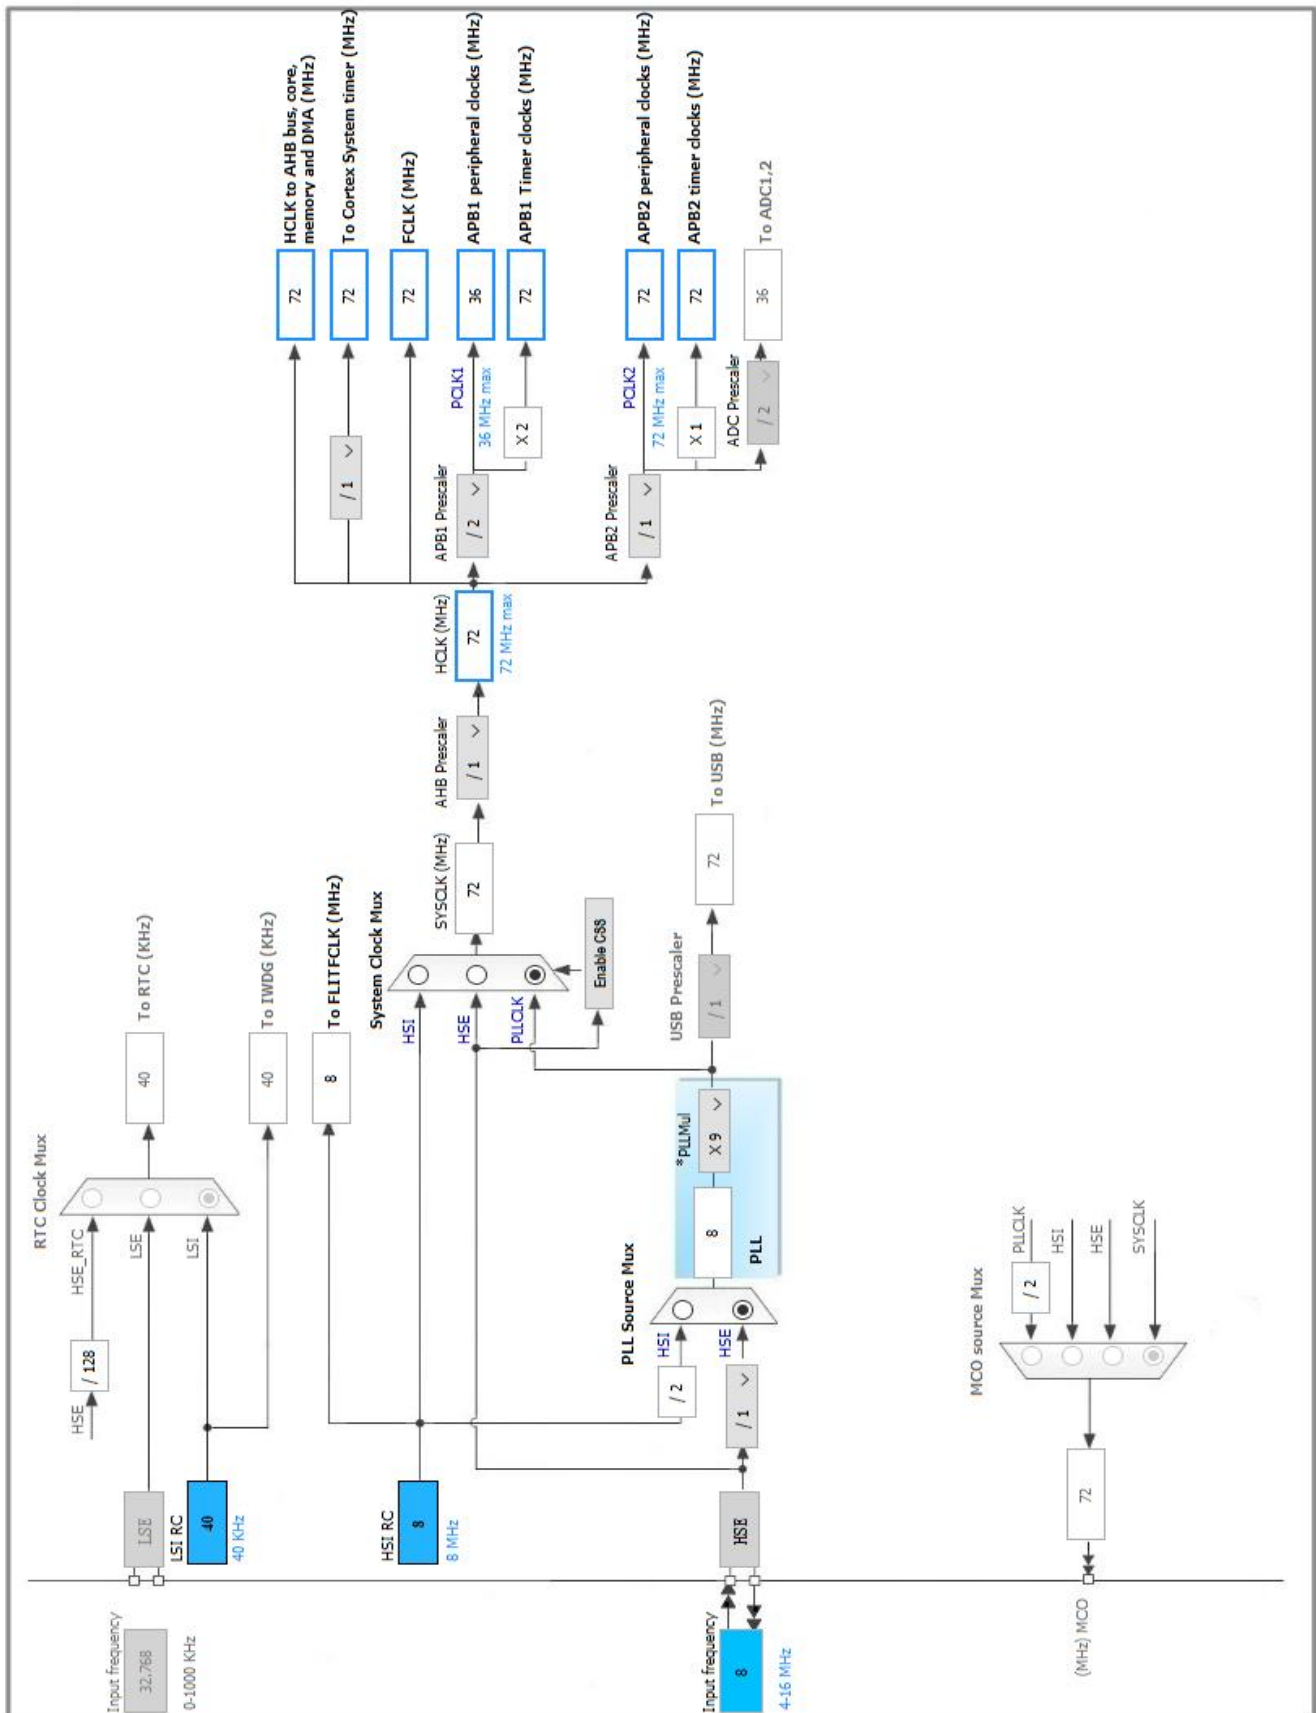 Input frequency
32.768
0-1000 KHz
LSE
LSI RC
40
40 KHz
HSE
/ 128
HSE_RTC
LSE
LSI
RTC Clock Mux
40
To RTC (KHz)
40
To IWDG (KHz)
8
To FLITFCLK (MHz)
HSI RC
8
8 MHz
System Clock Mux
HSI
HSE
PLLCLK
Enable CSS
SYSCLK (MHz)
72
AHB Prescaler
/ 1
HCLK (MHz)
72
72 MHz max
/ 1
APB1 Prescaler
/ 2
PCLK1
36 MHz max
X 2
APB2 Prescaler
/ 1
PCLK2
72 MHz max
X 1
ADC Prescaler
/ 2
72
HCLK to AHB bus, core,
memory and DMA (MHz)
72
To Cortex System timer (MHz)
72
FCLK (MHz)
36
APB1 peripheral clocks (MHz)
72
APB1 Timer clocks (MHz)
72
APB2 peripheral clocks (MHz)
72
APB2 timer clocks (MHz)
36
To ADC1,2
Input frequency
8
4-16 MHz
HSE
/ 2
/ 1
PLL Source Mux
HSI
HSE
8
*PLLMul
X 9
PLL
USB Prescaler
/ 1
72
To USB (MHz)
(MHz) MCO
72
MCO source Mux
/ 2
PLLCLK
HSI
HSE
SYSCLK